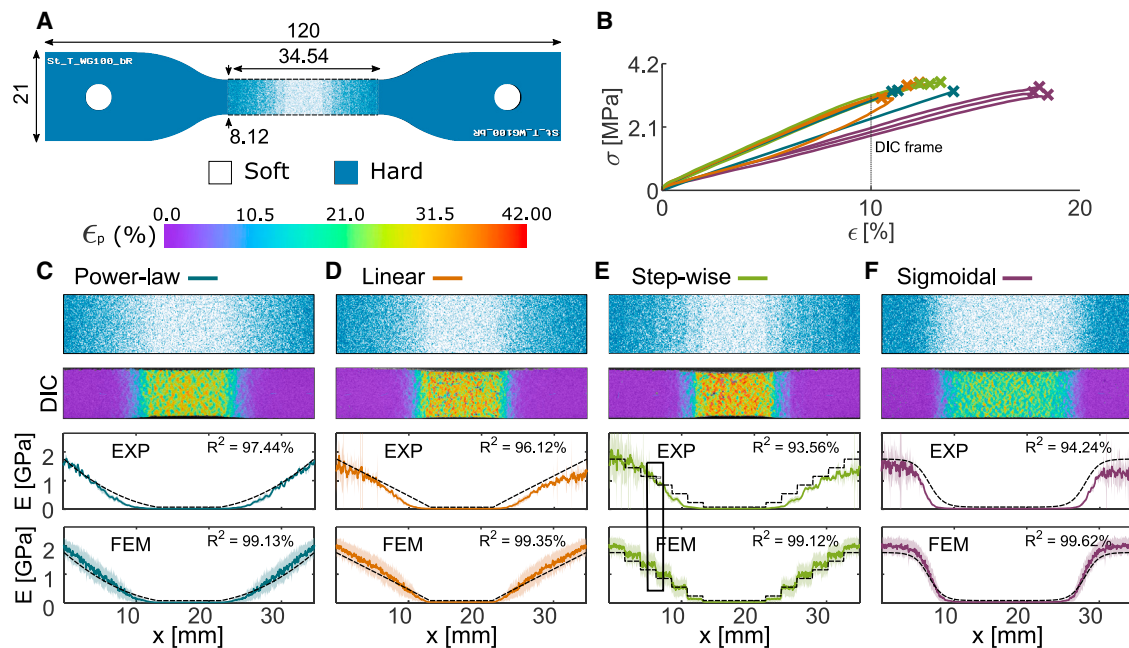 A
120
St_T_WG100_bR
34.54
21
8.12
St_T_WG100_bR
Soft
Hard
0.0 10.5 21.0 31.5 42.00
ϵp (%)
B
4.2
2.1
0
σ [MPa]
DIC frame
0 10 20
ϵ [%]
C Power-law
D Linear
E Step-wise
F Sigmoidal
DIC
E [GPa]
2
1
0
EXP R² = 97.44%
EXP R² = 96.12%
EXP R² = 93.56%
EXP R² = 94.24%
E [GPa]
2
1
0
FEM R² = 99.13%
FEM R² = 99.35%
FEM R² = 99.12%
FEM R² = 99.62%
10 20 30
10 20 30
10 20 30
10 20 30
x [mm]
x [mm]
x [mm]
x [mm]